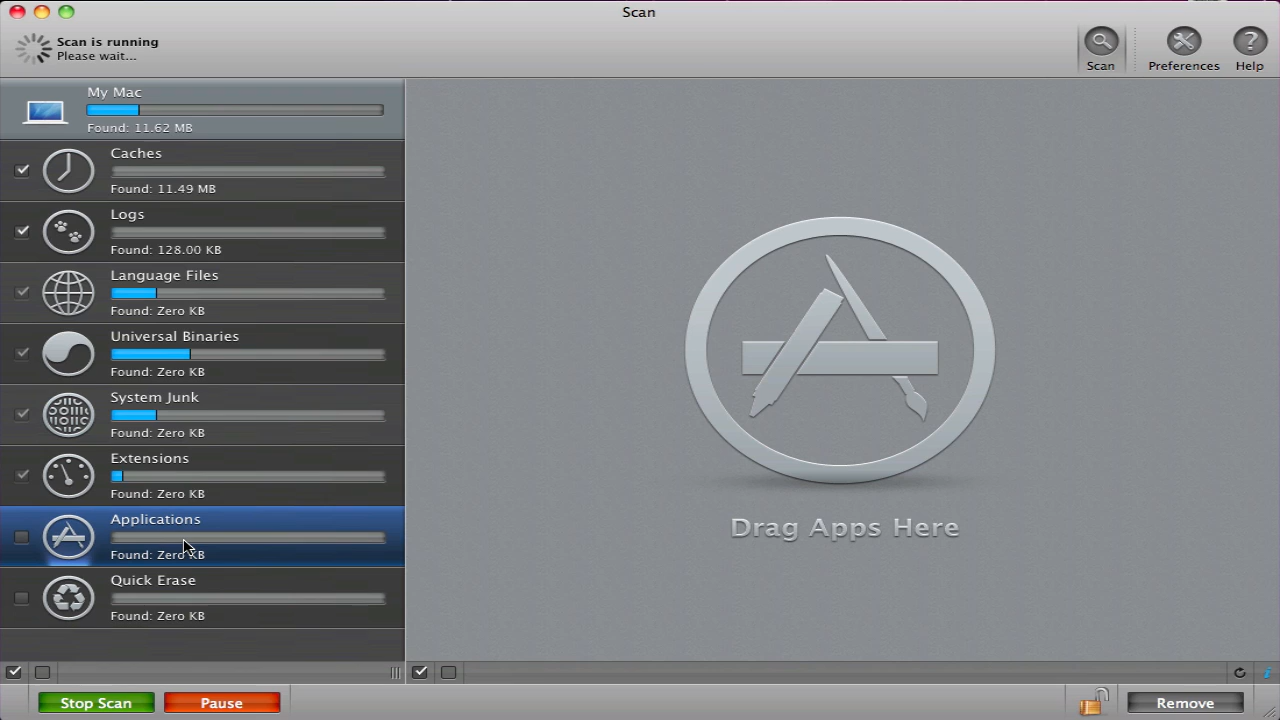 Scan
Scan is running
Please wait...
Scan
Preferences
Help
My Mac
Found: 11.62 MB
Caches
Found: 11.49 MB
Logs
Found: 128.00 KB
Language Files
Found: Zero KB
Universal Binaries
Found: Zero KB
System Junk
Found: Zero KB
Extensions
Found: Zero KB
Applications
Found: Zero KB
Quick Erase
Found: Zero KB
Drag Apps Here
Stop Scan
Pause
Remove